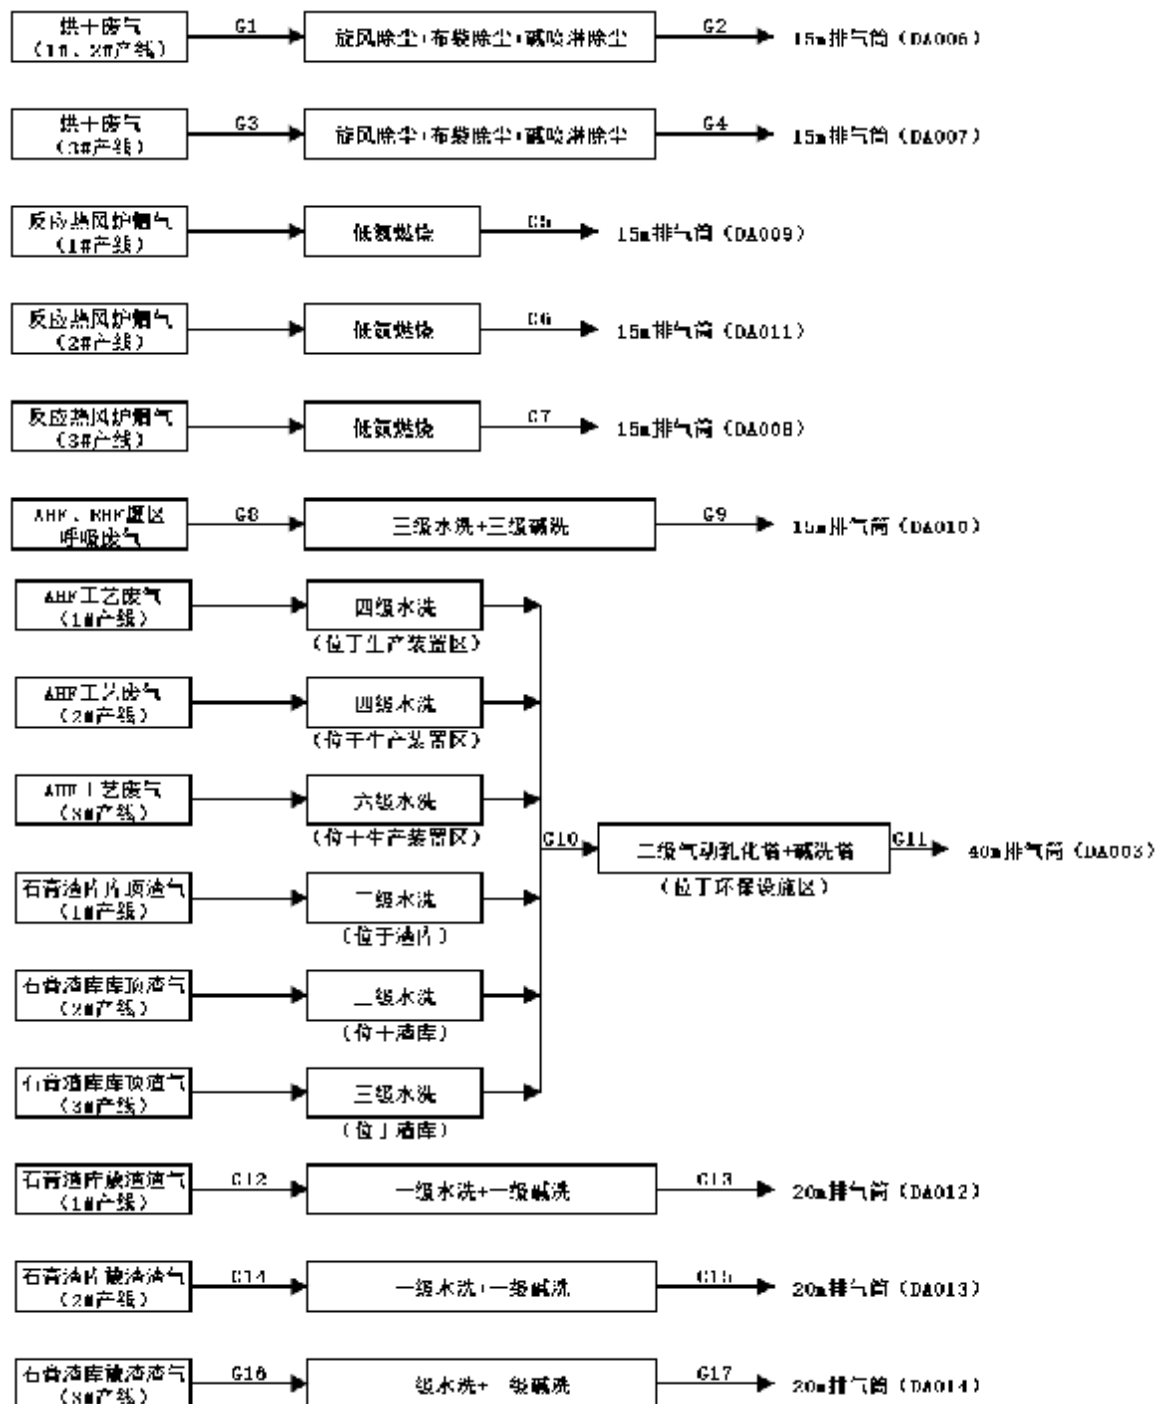 烘干废气
(1#、2#产线)
G1
旋风除尘+布袋除尘+碱喷淋除尘
G2
15m排气筒(DA006)
烘干废气
(3#产线)
G3
旋风除尘+布袋除尘+碱喷淋除尘
G4
15m排气筒(DA007)
反应热风炉烟气
(1#产线)
低氮燃烧
G5
15m排气筒(DA009)
反应热风炉烟气
(2#产线)
低氮燃烧
G6
15m排气筒(DA011)
反应热风炉烟气
(3#产线)
低氮燃烧
G7
15m排气筒(DA008)
AHF、
呼吸废气
G8
三级水洗+三级碱洗
G9
15m排气筒(DA010)
AHF工艺废气
(1#产线)
四级水洗
(位于生产装置区)
AHF工艺废气
(2#产线)
四级水洗
(位于生产装置区)
AHF工艺废气
(3#产线)
六级水洗
(位于生产装置区)
G10
二级气动乳化塔+碱洗塔
(位于环保设施区)
G11
40m排气筒(DA003)
石膏渣库库顶渣气
(1#产线)
级水洗
(位于渣库)
石膏渣库库顶渣气
(2#产线)
级水洗
(位于渣库)
石膏渣库库顶渣气
(3#产线)
三级水洗
(位于渣库)
石膏渣库放渣渣气
(1#产线)
G12
一级水洗+一级碱洗
G13
20m排气筒(DA012)
石膏渣库放渣渣气
(2#产线)
G14
一级水洗+一级碱洗
G15
20m排气筒(DA013)
石膏渣库放渣渣气
(3#产线)
G16
级水洗+ 级碱洗
G17
20m排气筒(DA014)